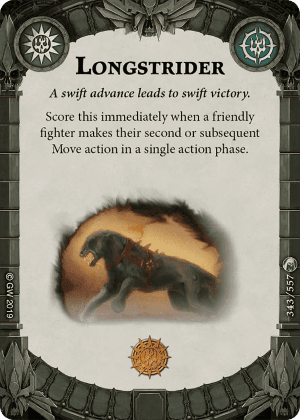 LONGSTRIDER
A swift advance leads to swift victory.
Score this immediately when a friendly
fighter makes their second or subsequent
Move action in a single action phase.
© GW 2019
343/557